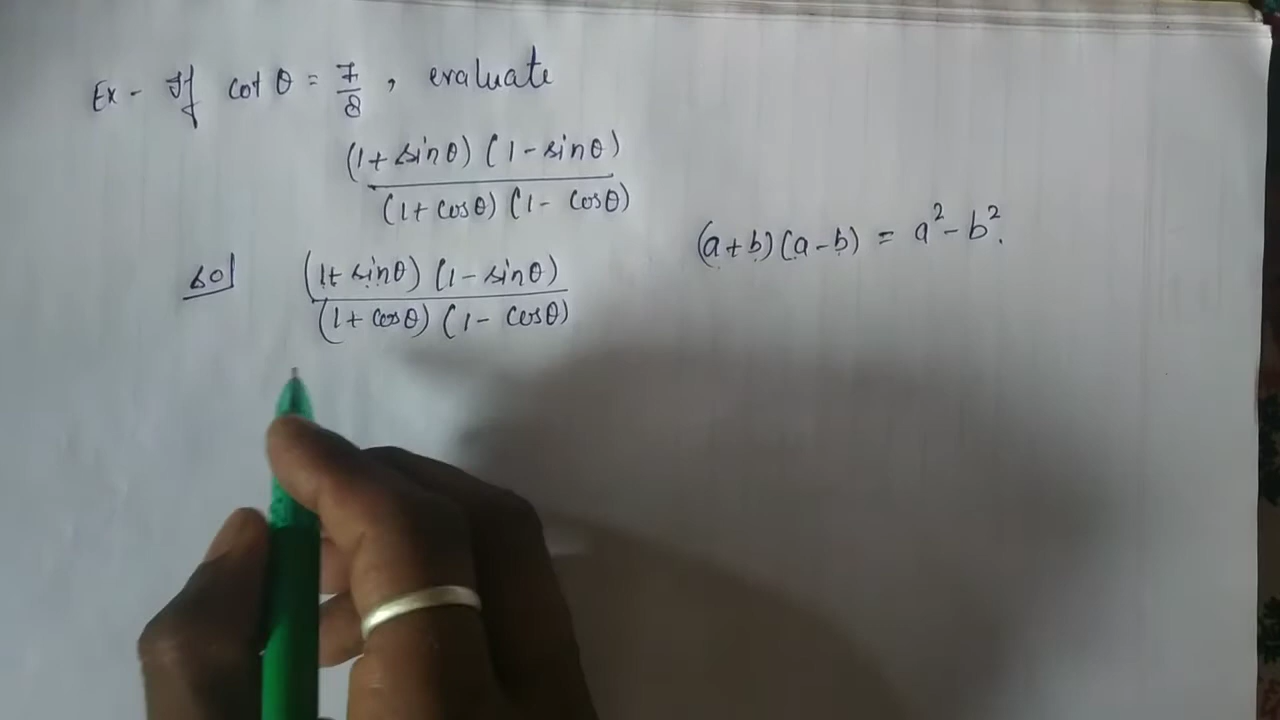 Ex - If cot θ = 7/8 , evaluate
(1 + sinθ) (1 - sinθ) / (1 + cosθ) (1 - cosθ)
(a + b) (a - b) = a² - b².
sol (1 + sinθ) (1 - sinθ) / (1 + cosθ) (1 - cosθ)